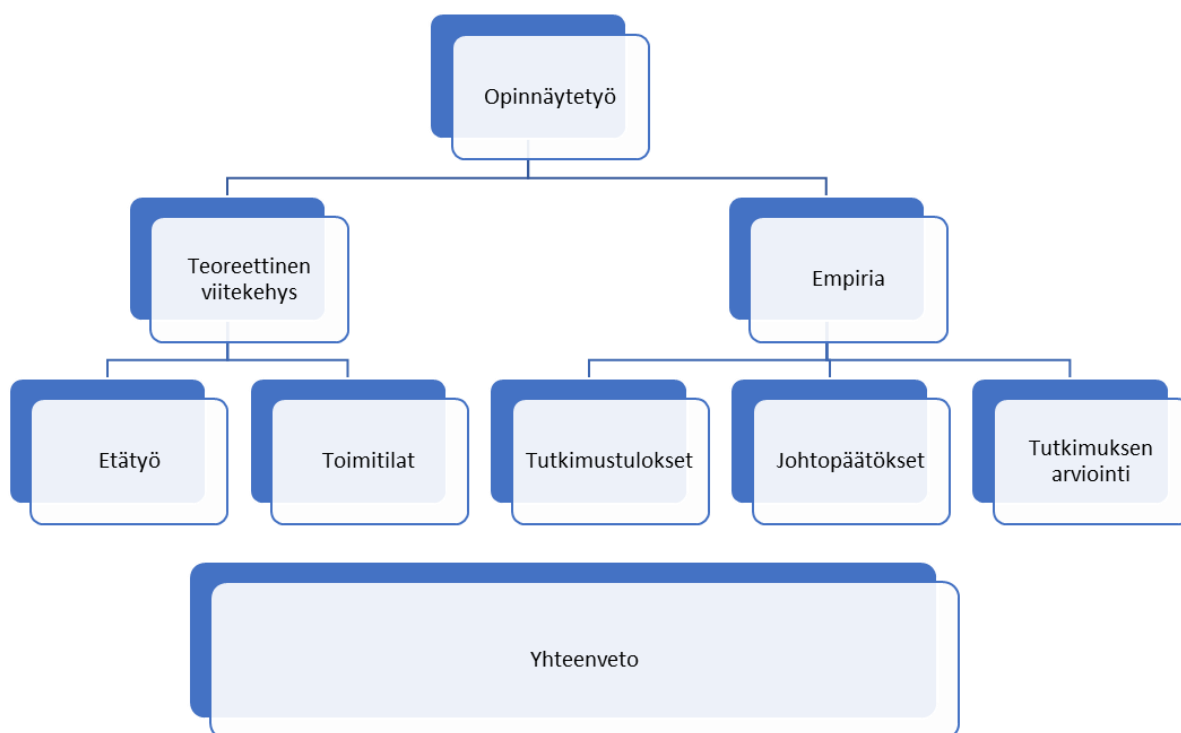 Opinnäytetyö
Teoreettinen
viitekehys
Empiria
Etätyö
Toimitilat
Tutkimustulokset
Johtopäätökset
Tutkimuksen
arviointi
Yhteenveto